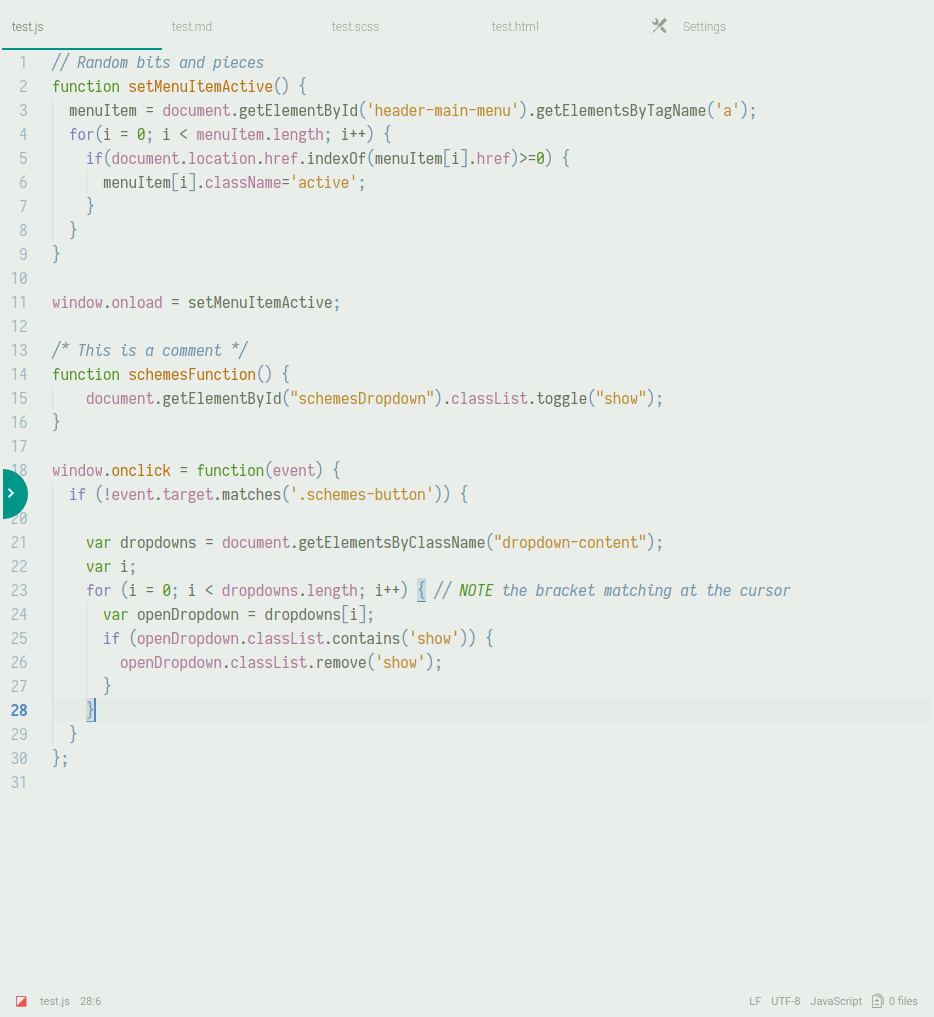 test.js test.md test.scss test.html Settings
1 // Random bits and pieces
2 function setMenuItemActive() {
3   menuItem = document.getElementById('header-main-menu').getElementsByTagName('a');
4   for(i = 0; i < menuItem.length; i++) {
5     if(document.location.href.indexOf(menuItem[i].href)>=0) {
6       menuItem[i].className='active';
7     }
8   }
9 }
10
11 window.onload = setMenuItemActive;
12
13 /* This is a comment */
14 function schemesFunction() {
15     document.getElementById("schemesDropdown").classList.toggle("show");
16 }
17
18 window.onclick = function(event) {
  if (!event.target.matches('.schemes-button')) {
20
21     var dropdowns = document.getElementsByClassName("dropdown-content");
22     var i;
23     for (i = 0; i < dropdowns.length; i++) { // NOTE the bracket matchtng at the cursor
24       var openDropdown = dropdowns[i];
25       if (openDropdown.classList.contains('show')) {
26         openDropdown.classList.remove('show');
27       }
28     }
29   }
30 };
31
test.js 28:6 LF UTF-8 JavaScript 0 files